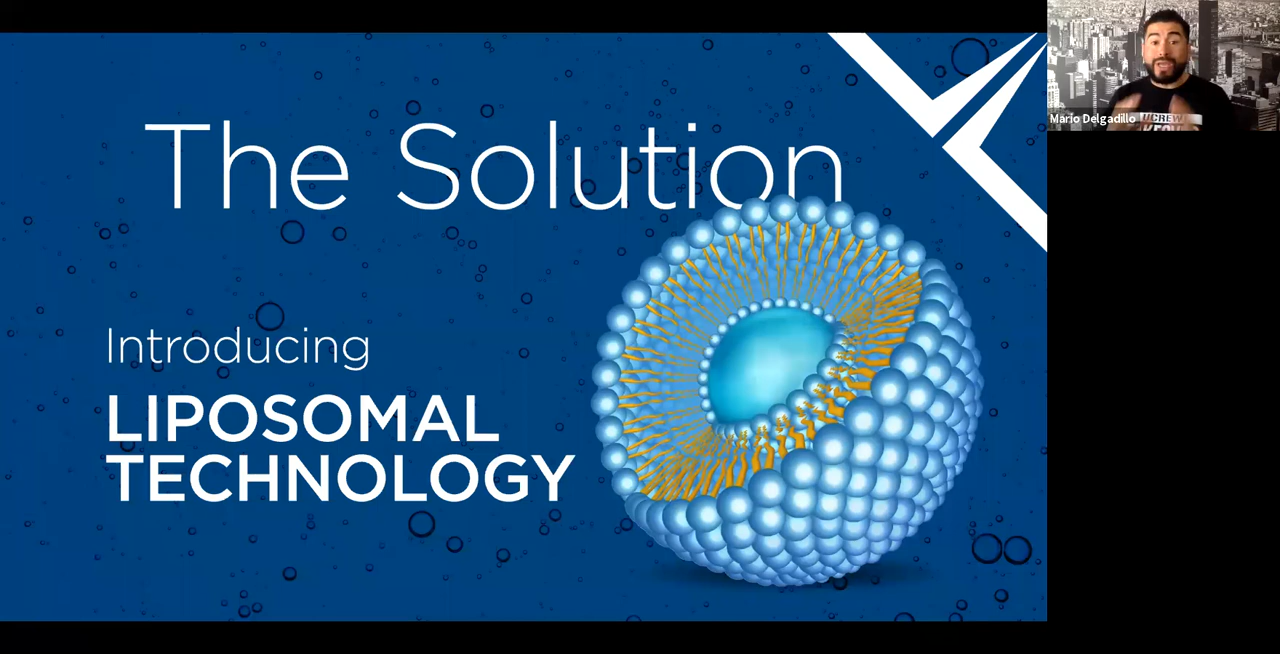 The Solution
Introducing
LIPOSOMAL
TECHNOLOGY
Mario Delgadillo